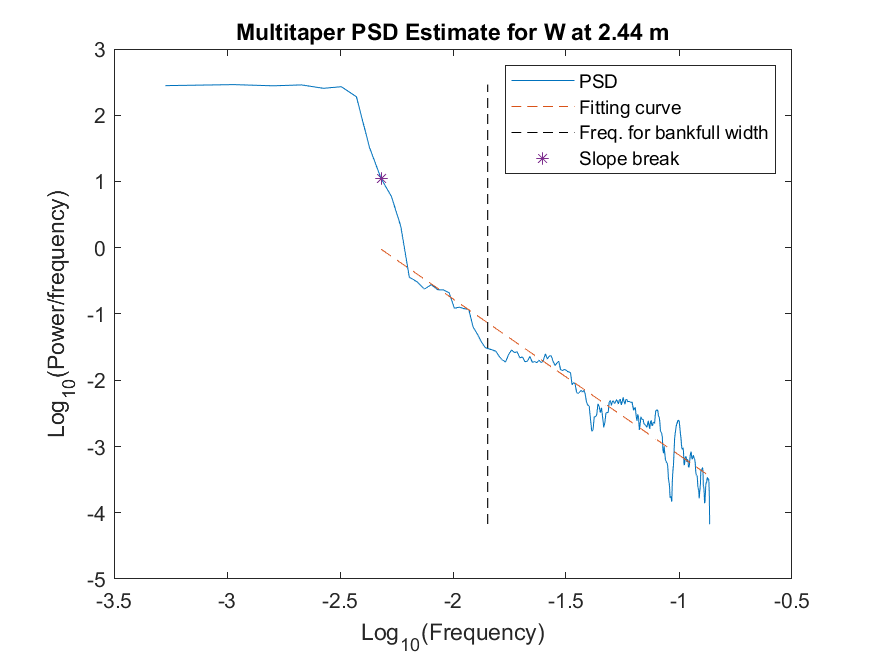 Multitaper PSD Estimate for W at 2.44 m
PSD
Fitting curve
Freq. for bankfull width
Slope break
3
2
1
0
-1
-2
-3
-4
-5
Log10(Power/frequency)
-3.5 -3 -2.5 -2 -1.5 -1 -0.5
Log10(Frequency)